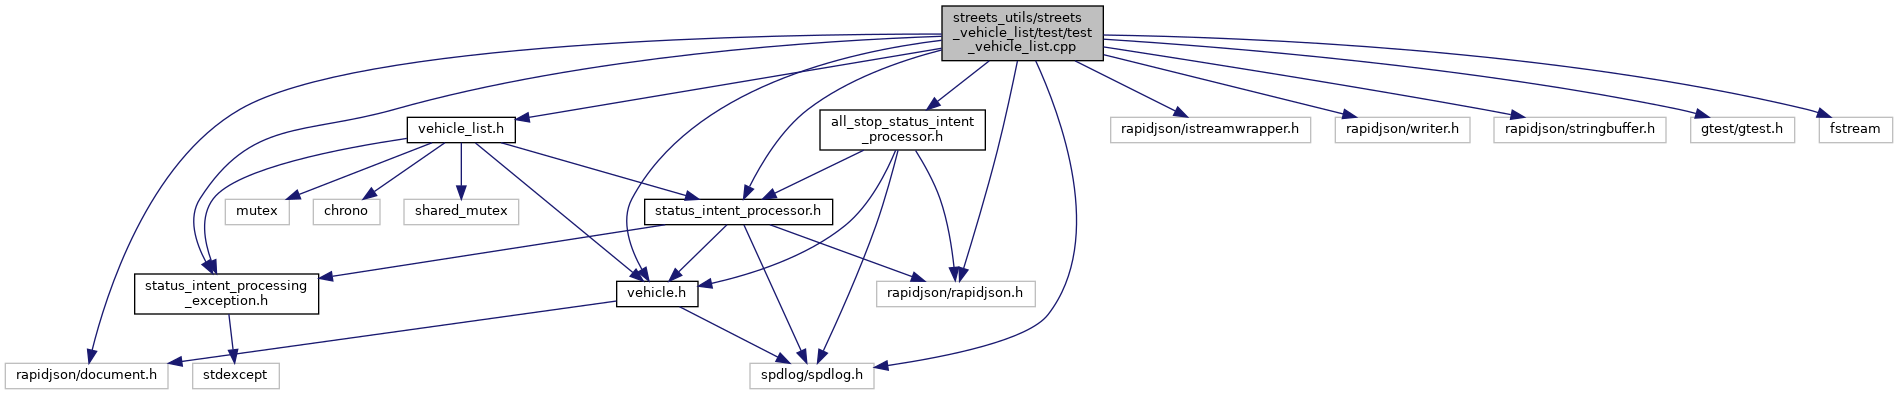 streets_utils/streets
_vehicle_list/test/test
_vehicle_list.cpp
vehicle_list.h
all_stop_status_intent
_processor.h
rapidjson/istreamwrapper.h
rapidjson/writer.h
rapidjson/stringbuffer.h
gtest/gtest.h
fstream
mutex
chrono
shared_mutex
status_intent_processor.h
status_intent_processing
_exception.h
vehicle.h
rapidjson/rapidjson.h
rapidjson/document.h
stdexcept
spdlog/spdlog.h